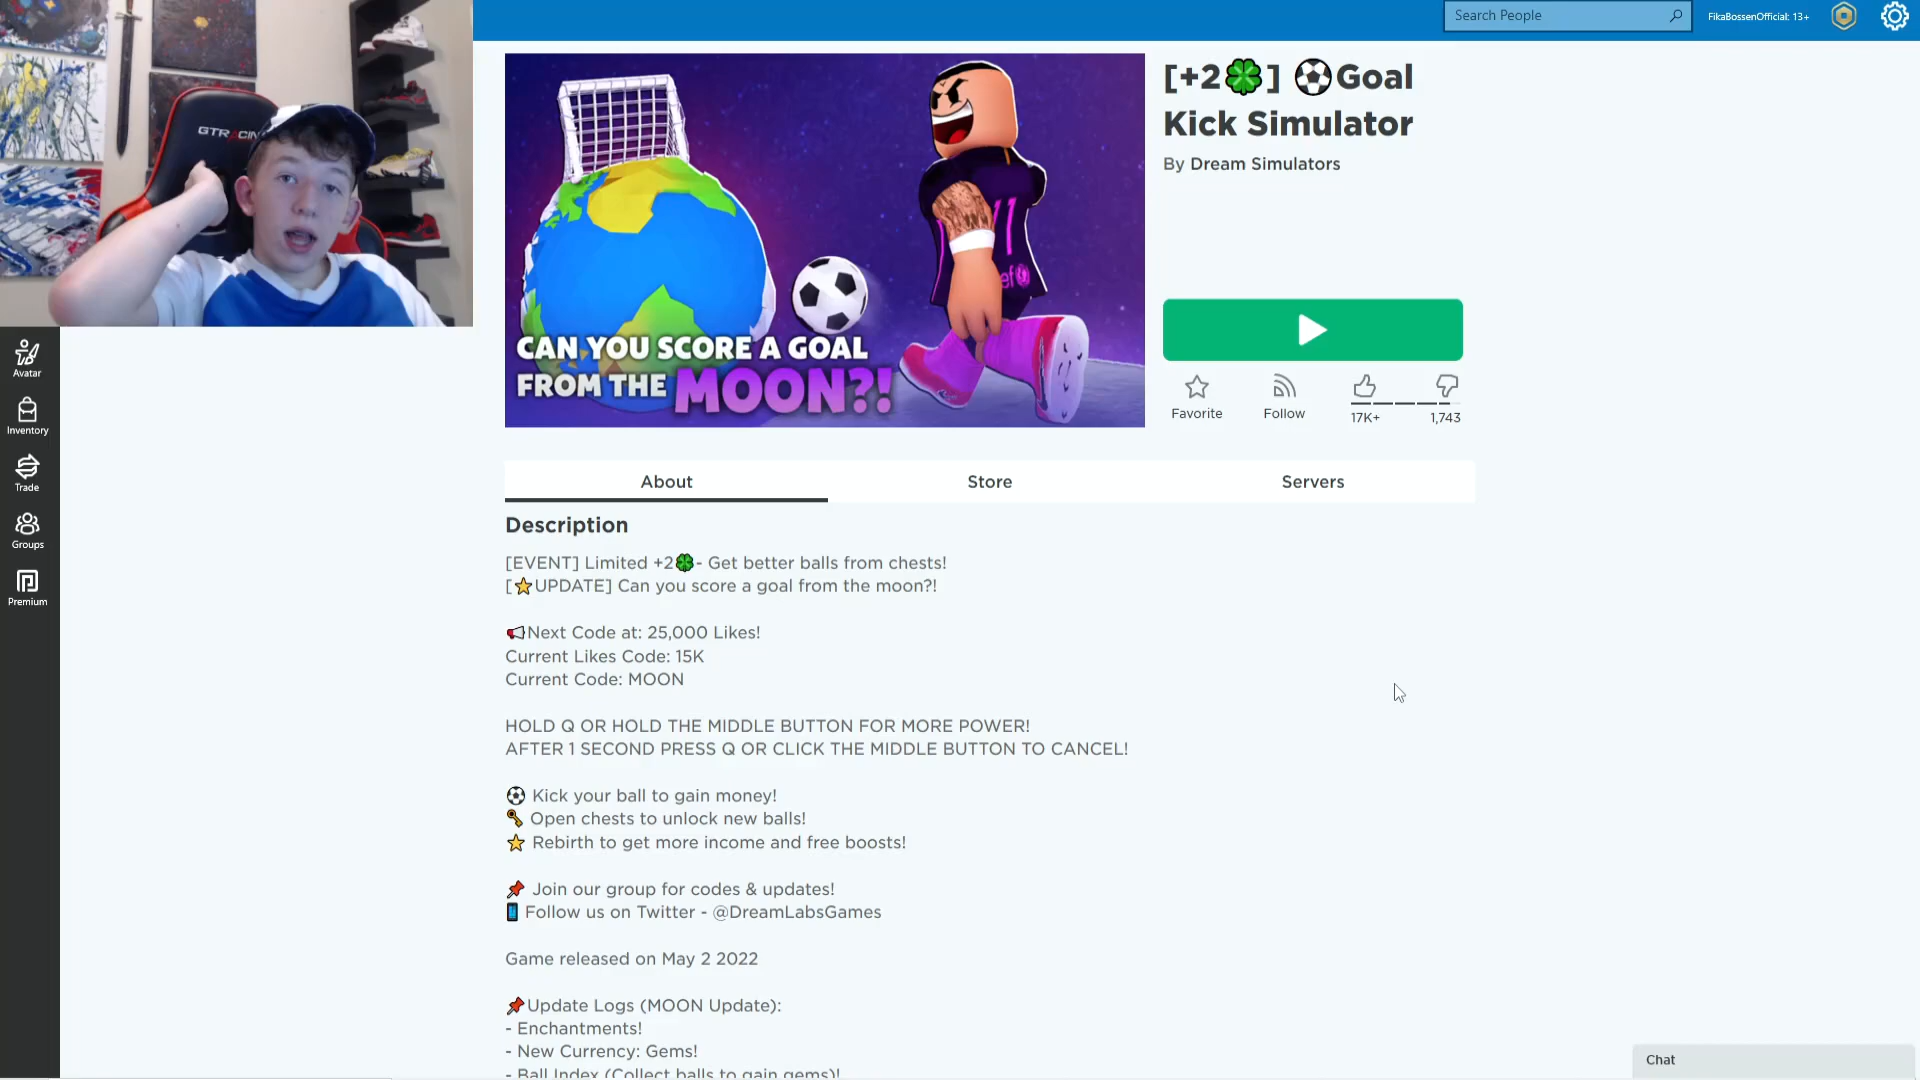 Search People
FikaBossenOfficial: 13+
GTRACIN
[+2🍀] ⚽Goal
Kick Simulator
By Dream Simulators
CAN YOU SCORE A GOAL
FROM THE MOON?!
Favorite
Follow
17K+
1,743
Avatar
Inventory
Trade
Groups
Premium
About
Store
Servers
Description
[EVENT] Limited +2🍀- Get better balls from chests!
[⭐UPDATE] Can you score a goal from the moon?!
📢Next Code at: 25,000 Likes!
Current Likes Code: 15K
Current Code: MOON
HOLD Q OR HOLD THE MIDDLE BUTTON FOR MORE POWER!
AFTER 1 SECOND PRESS Q OR CLICK THE MIDDLE BUTTON TO CANCEL!
⚽ Kick your ball to gain money!
🔑 Open chests to unlock new balls!
⭐ Rebirth to get more income and free boosts!
📌 Join our group for codes & updates!
📱 Follow us on Twitter - @DreamLabsGames
Game released on May 2 2022
📌Update Logs (MOON Update):
- Enchantments!
- New Currency: Gems!
- Ball Index (Collect balls to gain gems)!
Chat